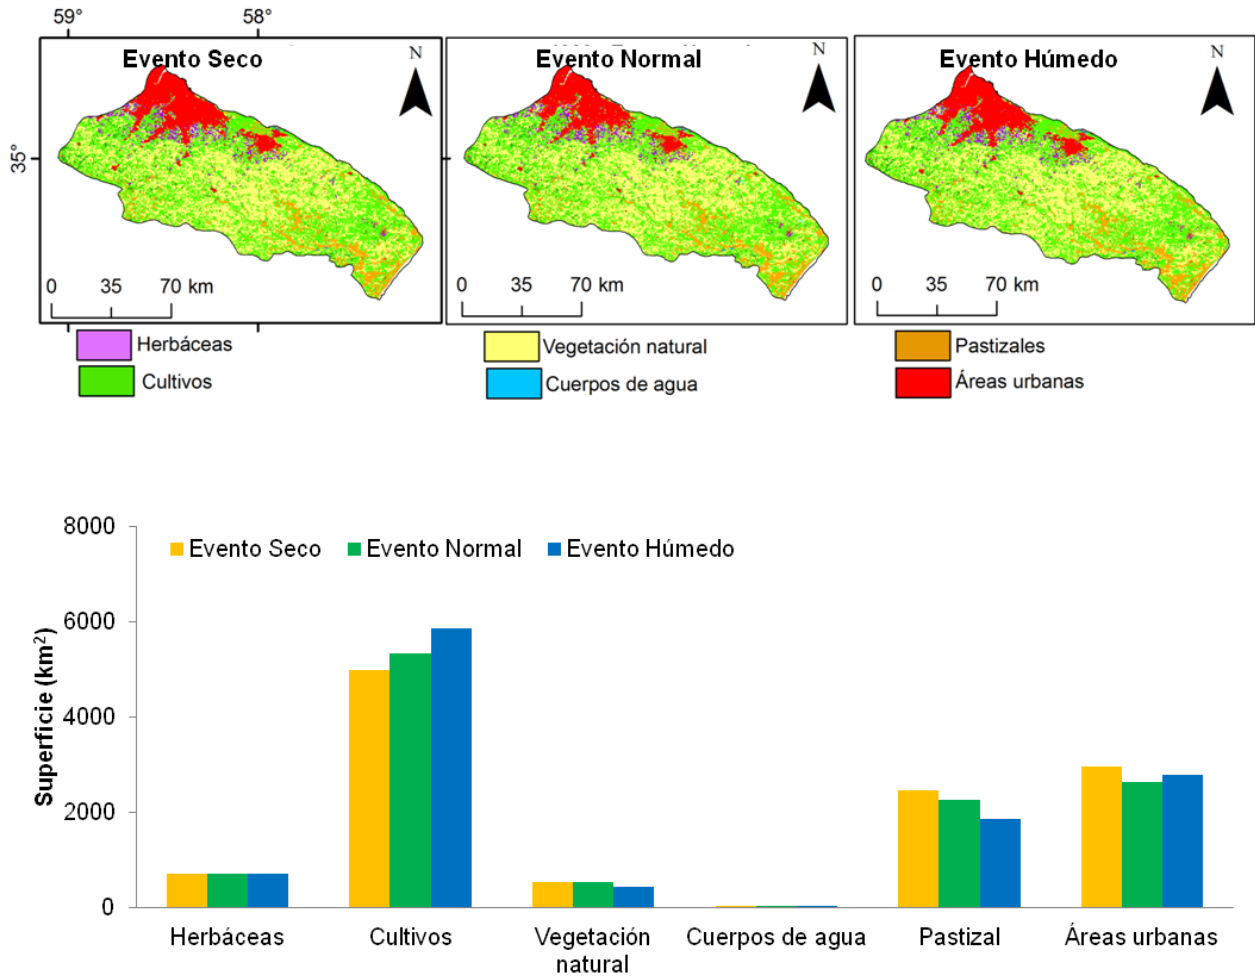 59° 58°
Evento Seco N
Evento Normal N
Evento Húmedo N
35°
0 35 70 km
0 35 70 km
0 35 70 km
Herbáceas
Vegetación natural
Pastizales
Cultivos
Cuerpos de agua
Áreas urbanas
8000
Evento Seco Evento Normal Evento Húmedo
6000
4000
2000
0
Superficie (km²)
Herbáceas Cultivos Vegetación natural Cuerpos de agua Pastizal Áreas urbanas